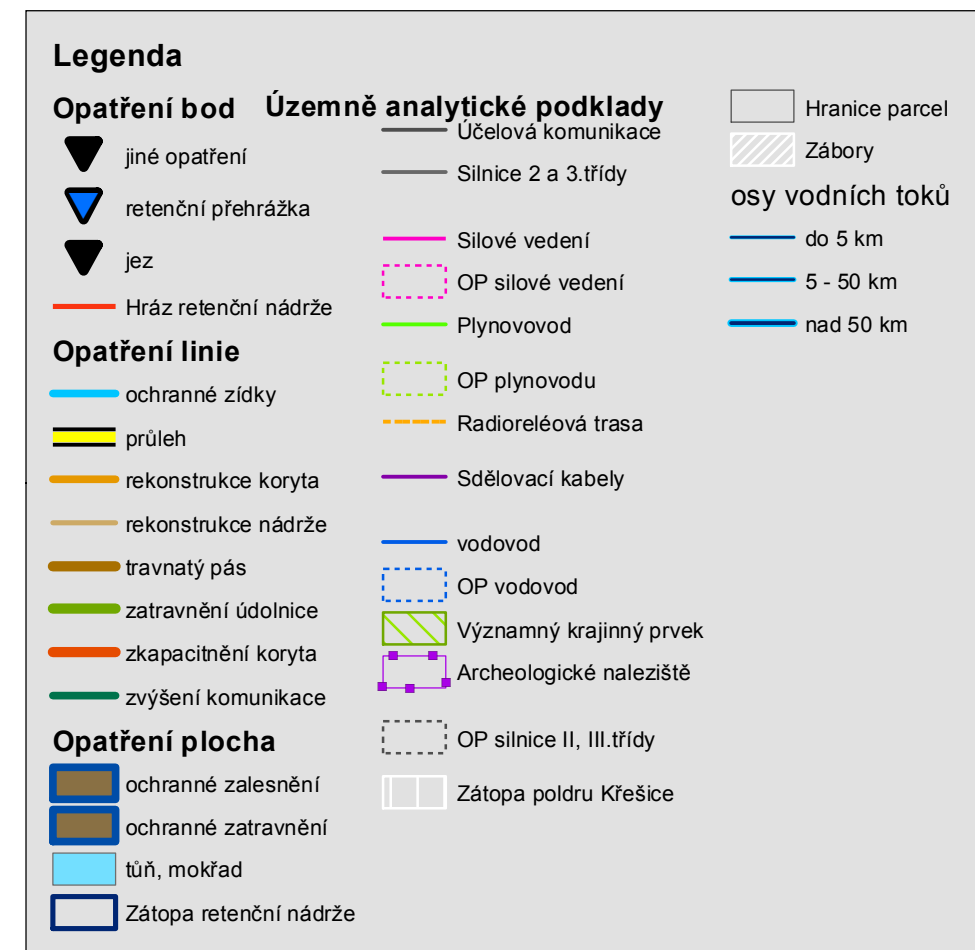 Legenda
Opatření bod
jiné opatření
retenční přehrážka
jez
Hráz retenční nádrže
Opatření linie
ochranné zídky
průleh
rekonstrukce koryta
rekonstrukce nádrže
travnatý pás
zatravnění údolnice
zkapacitnění koryta
zvýšení komunikace
Opatření plocha
ochranné zalesnění
ochranné zatravnění
tůň, mokřad
Zátopa retenční nádrže
Územně analytické podklady
Účelová komunikace
Silnice 2 a 3.třídy
Silové vedení
OP silové vedení
Plynovovod
OP plynovodu
Radioreléová trasa
Sdělovací kabely
vodovod
OP vodovod
Významný krajinný prvek
Archeologické naleziště
OP silnice II, III.třídy
Zátopa poldru Křešice
Hranice parcel
Zábory
osy vodních toků
do 5 km
5 - 50 km
nad 50 km